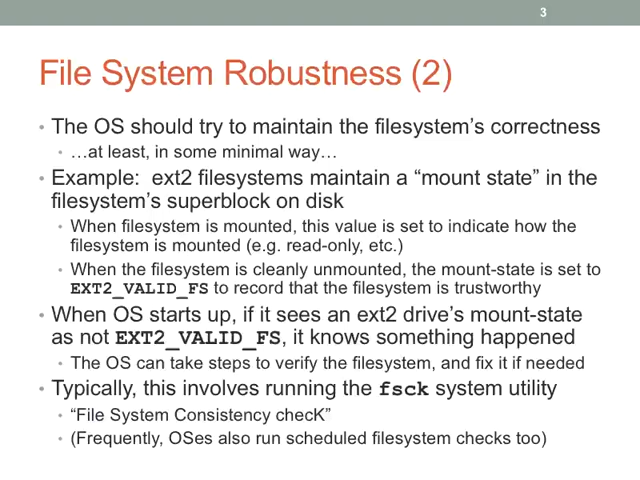 3
File System Robustness (2)
• The OS should try to maintain the filesystem's correctness
• …at least, in some minimal way…
• Example:  ext2 filesystems maintain a “mount state” in the
filesystem's superblock on disk
• When filesystem is mounted, this value is set to indicate how the
filesystem is mounted (e.g. read-only, etc.)
• When the filesystem is cleanly unmounted, the mount-state is set to
EXT2_VALID_FS to record that the filesystem is trustworthy
• When OS starts up, if it sees an ext2 drive's mount-state
as not EXT2_VALID_FS, it knows something happened
• The OS can take steps to verify the filesystem, and fix it if needed
• Typically, this involves running the fsck system utility
• “File System Consistency checK”
• (Frequently, OSes also run scheduled filesystem checks too)